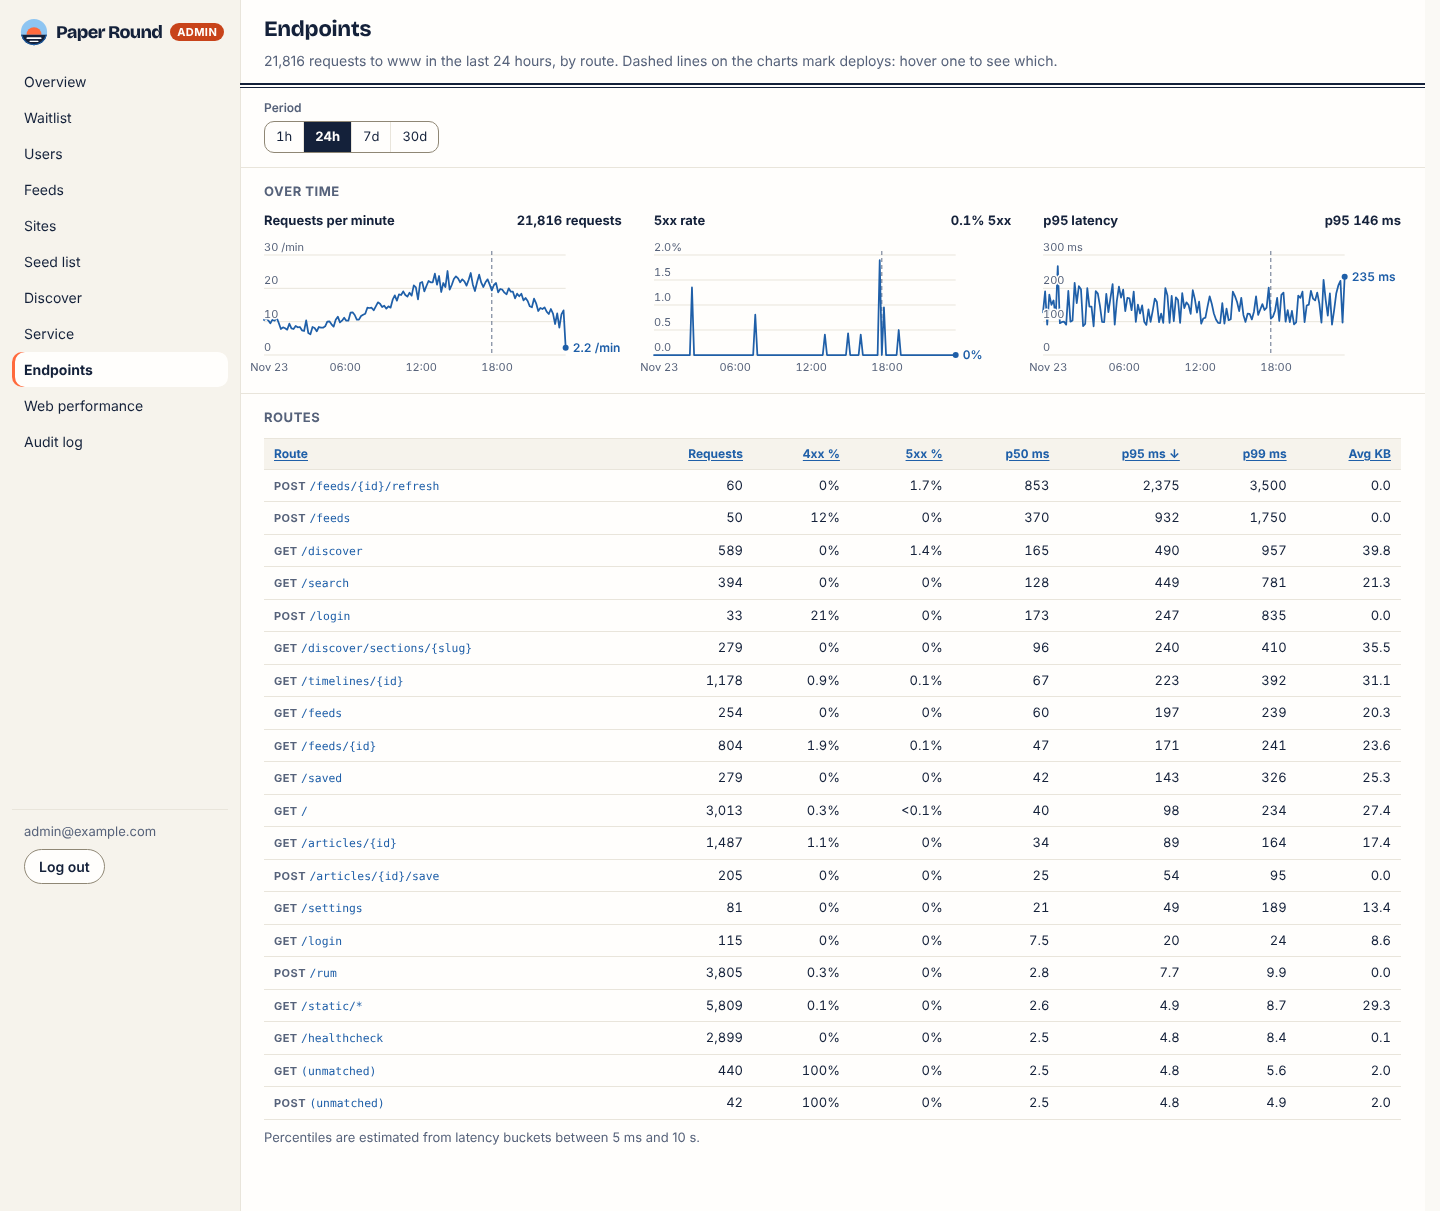 Paper Round ADMIN
Overview
Waitlist
Users
Feeds
Sites
Seed list
Discover
Service
Endpoints
Web performance
Audit log
admin@example.com
Log out
Endpoints
21,816 requests to www in the last 24 hours, by route. Dashed lines on the charts mark deploys: hover one to see which.
Period
1h 24h 7d 30d
OVER TIME
Requests per minute 21,816 requests
30 /min
20
10
0
2.2 /min
Nov 23 06:00 12:00 18:00
5xx rate 0.1% 5xx
2.0%
1.5
1.0
0.5
0.0
0%
Nov 23 06:00 12:00 18:00
p95 latency p95 146 ms
300 ms
200
100
0
235 ms
Nov 23 06:00 12:00 18:00
ROUTES
Route Requests 4xx % 5xx % p50 ms p95 ms ↓ p99 ms Avg KB
POST /feeds/{id}/refresh 60 0% 1.7% 853 2,375 3,500 0.0
POST /feeds 50 12% 0% 370 932 1,750 0.0
GET /discover 589 0% 1.4% 165 490 957 39.8
GET /search 394 0% 0% 128 449 781 21.3
POST /login 33 21% 0% 173 247 835 0.0
GET /discover/sections/{slug} 279 0% 0% 96 240 410 35.5
GET /timelines/{id} 1,178 0.9% 0.1% 67 223 392 31.1
GET /feeds 254 0% 0% 60 197 239 20.3
GET /feeds/{id} 804 1.9% 0.1% 47 171 241 23.6
GET /saved 279 0% 0% 42 143 326 25.3
GET / 3,013 0.3% <0.1% 40 98 234 27.4
GET /articles/{id} 1,487 1.1% 0% 34 89 164 17.4
POST /articles/{id}/save 205 0% 0% 25 54 95 0.0
GET /settings 81 0% 0% 21 49 189 13.4
GET /login 115 0% 0% 7.5 20 24 8.6
POST /rum 3,805 0.3% 0% 2.8 7.7 9.9 0.0
GET /static/* 5,809 0.1% 0% 2.6 4.9 8.7 29.3
GET /healthcheck 2,899 0% 0% 2.5 4.8 8.4 0.1
GET (unmatched) 440 100% 0% 2.5 4.8 5.6 2.0
POST (unmatched) 42 100% 0% 2.5 4.8 4.9 2.0
Percentiles are estimated from latency buckets between 5 ms and 10 s.